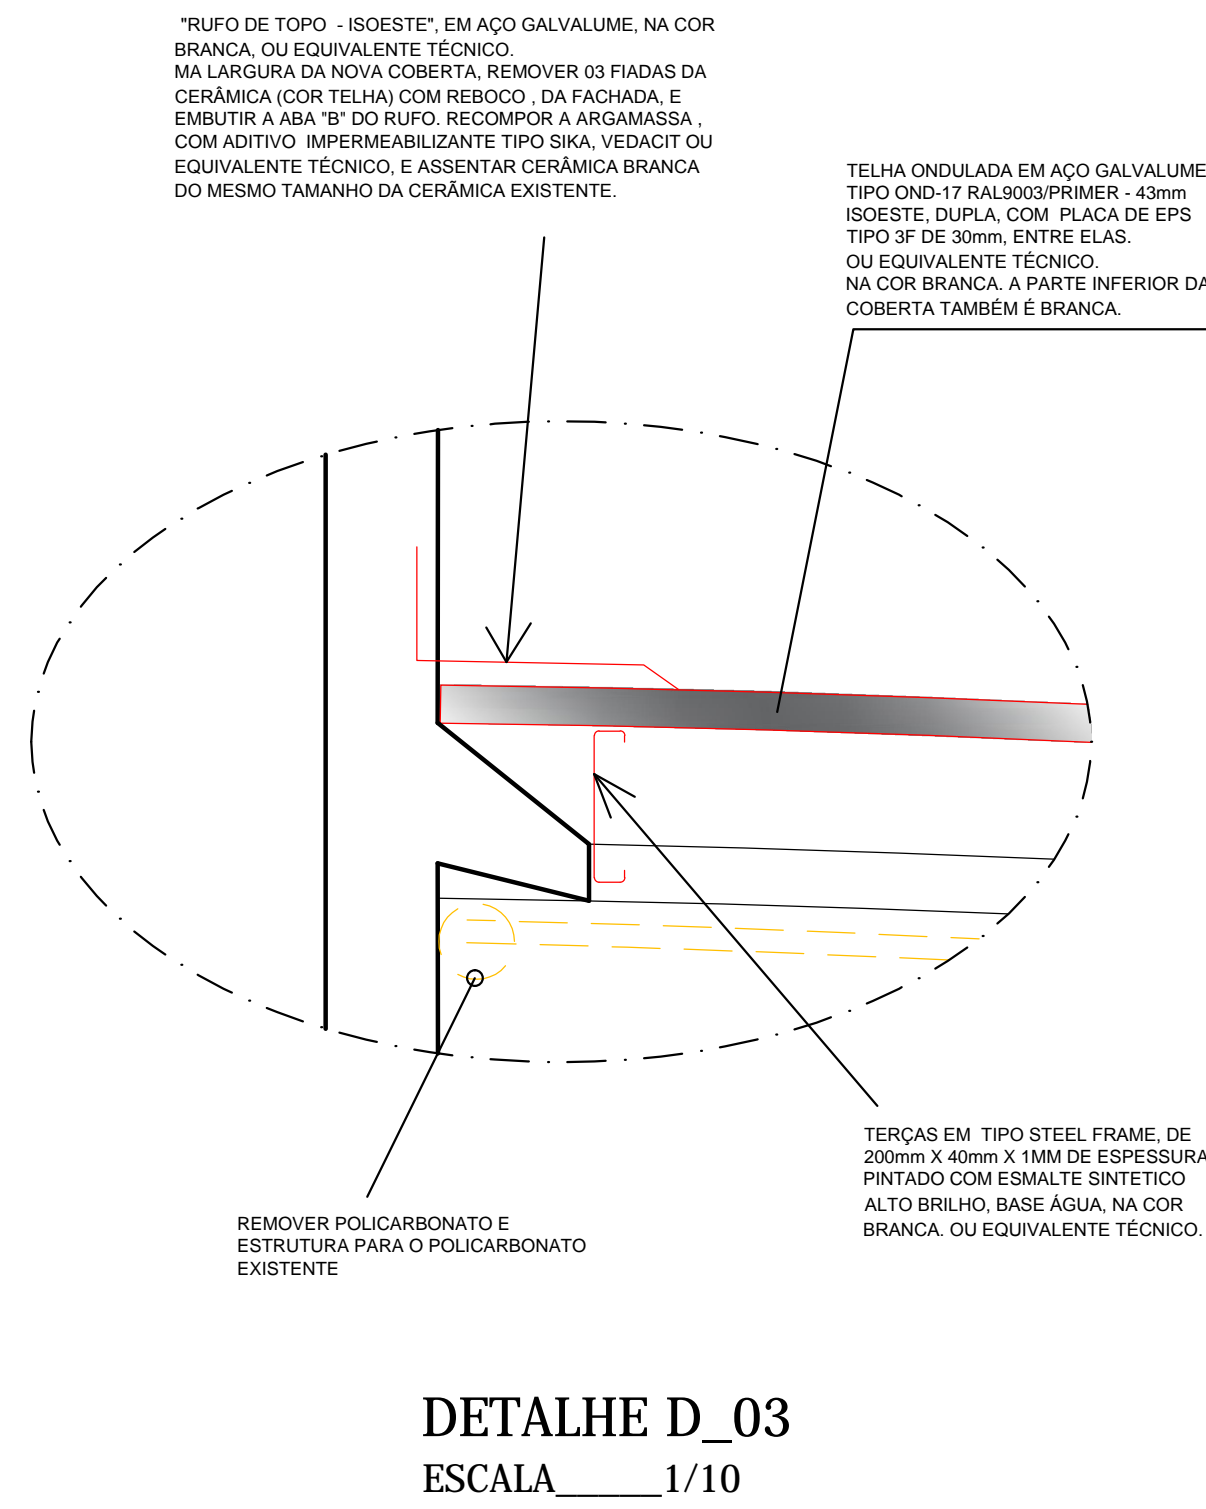 "RUFO DE TOPO - ISOESTE", EM AÇO GALVALUME, NA COR
BRANCA, OU EQUIVALENTE TÉCNICO.
MA LARGURA DA NOVA COBERTA, REMOVER 03 FIADAS DA
CERÂMICA (COR TELHA) COM REBOCO , DA FACHADA, E
EMBUTIR A ABA "B" DO RUFO. RECOMPOR A ARGAMASSA ,
COM ADITIVO IMPERMEABILIZANTE TIPO SIKA, VEDACIT OU
EQUIVALENTE TÉCNICO, E ASSENTAR CERÂMICA BRANCA
DO MESMO TAMANHO DA CERÃMICA EXISTENTE.
TELHA ONDULADA EM AÇO GALVALUME
TIPO OND-17 RAL9003/PRIMER - 43mm
ISOESTE, DUPLA, COM PLACA DE EPS
TIPO 3F DE 30mm, ENTRE ELAS.
OU EQUIVALENTE TÉCNICO.
NA COR BRANCA. A PARTE INFERIOR DA
COBERTA TAMBÉM É BRANCA.
TERÇAS EM TIPO STEEL FRAME, DE
200mm X 40mm X 1MM DE ESPESSURA
PINTADO COM ESMALTE SINTETICO
ALTO BRILHO, BASE ÁGUA, NA COR
BRANCA. OU EQUIVALENTE TÉCNICO.
REMOVER POLICARBONATO E
ESTRUTURA PARA O POLICARBONATO
EXISTENTE
DETALHE D_03
ESCALA_____1/10